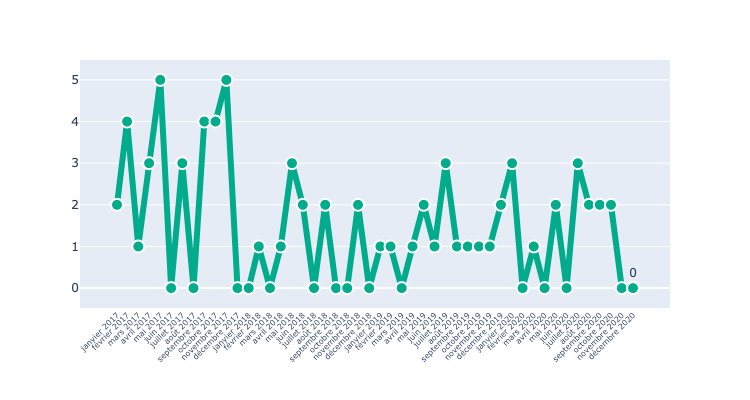 5
4
3
2
1
0
0
janvier 2017
février 2017
mars 2017
avril 2017
mai 2017
juin 2017
juillet 2017
août 2017
septembre 2017
octobre 2017
novembre 2017
décembre 2017
janvier 2018
février 2018
mars 2018
avril 2018
mai 2018
juin 2018
juillet 2018
août 2018
septembre 2018
octobre 2018
novembre 2018
décembre 2018
janvier 2019
février 2019
mars 2019
avril 2019
mai 2019
juin 2019
juillet 2019
août 2019
septembre 2019
octobre 2019
novembre 2019
décembre 2019
janvier 2020
février 2020
mars 2020
avril 2020
mai 2020
juin 2020
juillet 2020
août 2020
septembre 2020
octobre 2020
novembre 2020
décembre 2020